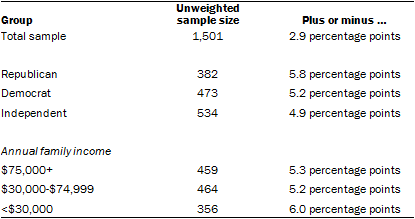 Unweighted
Group sample size Plus or minus ...
Total sample 1,501 2.9 percentage points
Republican 382 5.8 percentage points
Democrat 473 5.2 percentage points
Independent 534 4.9 percentage points
Annual family income
$75,000+ 459 5.3 percentage points
$30,000-$74,999 464 5.2 percentage points
<$30,000 356 6.0 percentage points